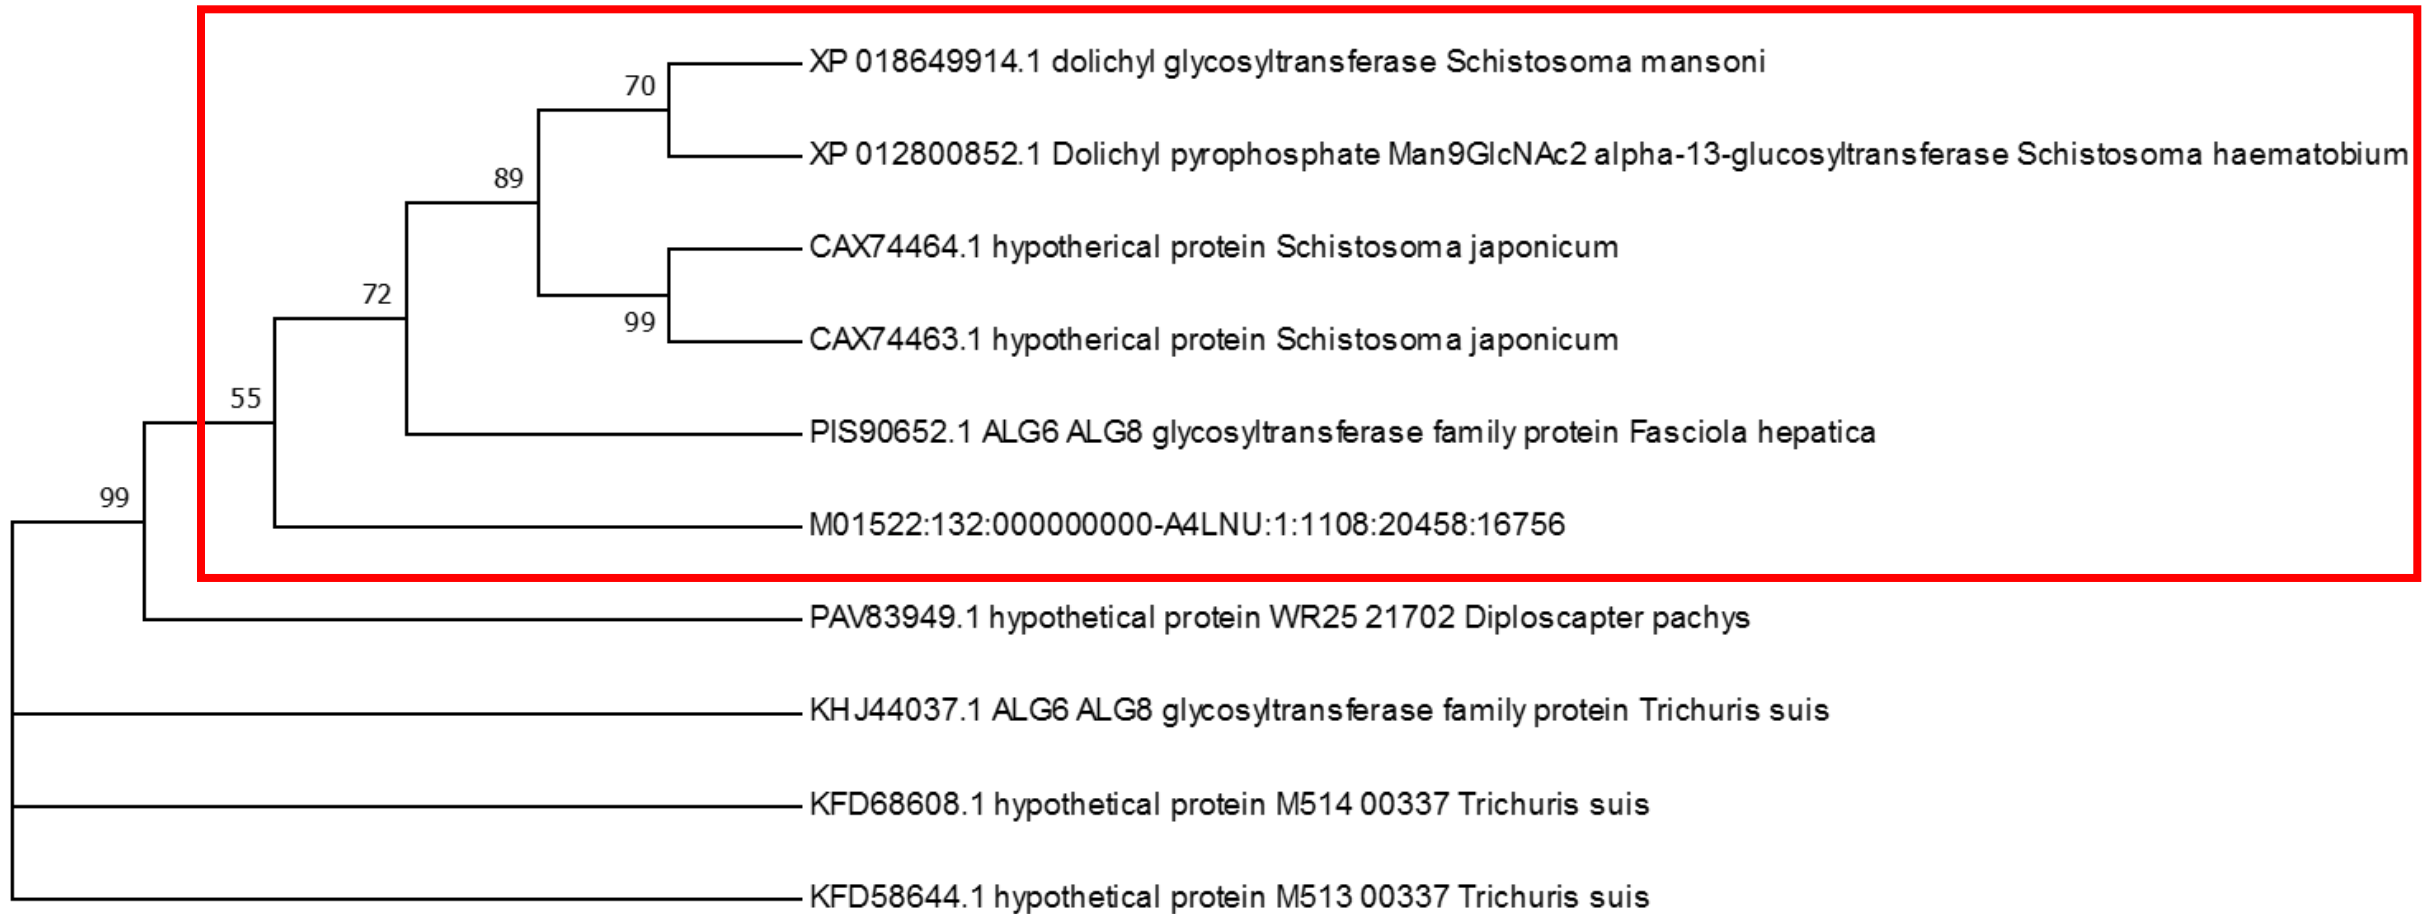 XP 018649914.1 dolichyl glycosyltransferase Schistosoma mansoni
70
XP 012800852.1 Dolichyl pyrophosphate Man9GlcNAc2 alpha-13-glucosyltransferase Schistosoma haematobium
89
CAX74464.1 hypotherical protein Schistosoma japonicum
72
99
CAX74463.1 hypotherical protein Schistosoma japonicum
55
PIS90652.1 ALG6 ALG8 glycosyltransferase family protein Fasciola hepatica
99
M01522:132:000000000-A4LNU:1:1108:20458:16756
PAV83949.1 hypothetical protein WR25 21702 Diploscapter pachys
KHJ44037.1 ALG6 ALG8 glycosyltransferase family protein Trichuris suis
KFD68608.1 hypothetical protein M514 00337 Trichuris suis
KFD58644.1 hypothetical protein M513 00337 Trichuris suis